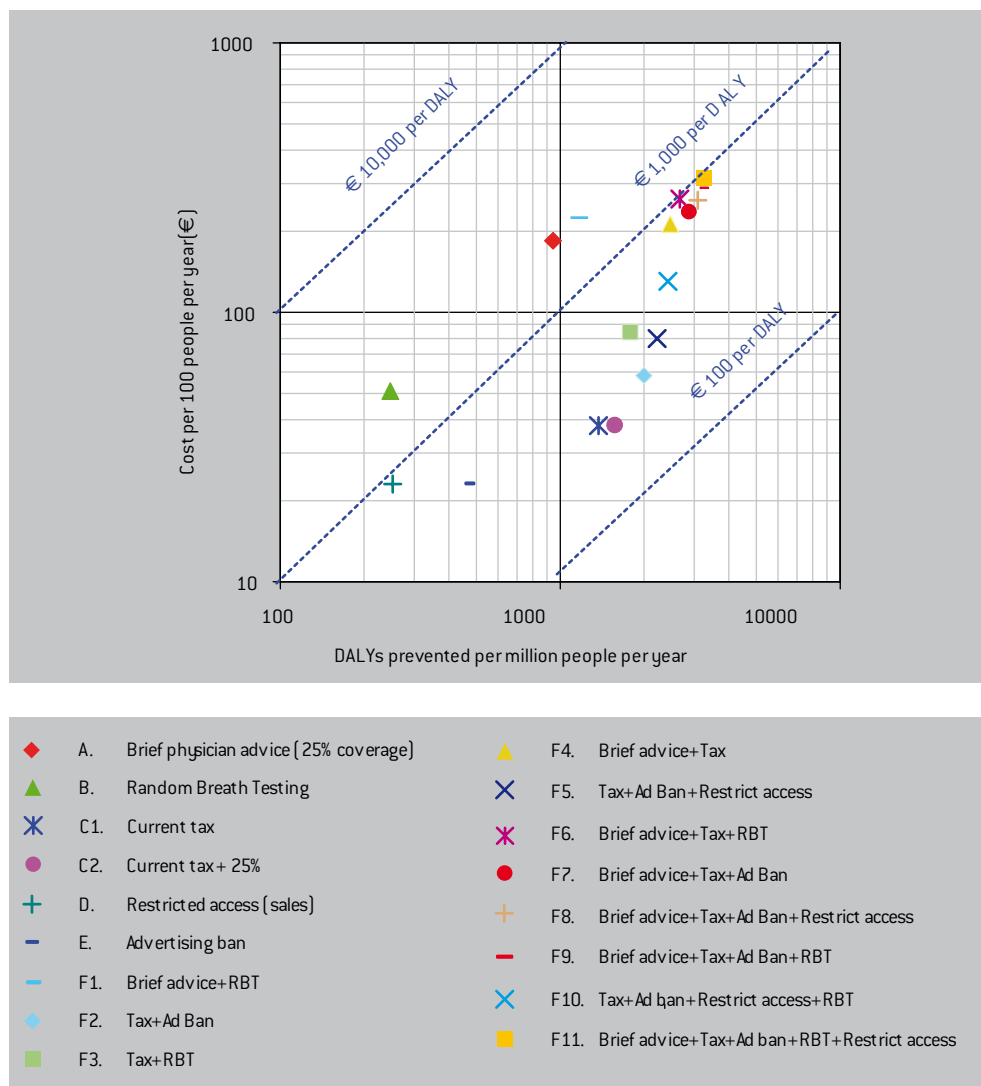 1000
100
10
Cost per 100 people per year(€)
€ 10,000 per DALY
€ 1,000 per D AL Y
€ 100 per DALY
100 1000 10000
DALYs prevented per million people per year
A. Brief physician advice (25% coverage)
B. Random Breath Testing
C1. Current tax
C2. Current tax + 25%
D. Restricted access (sales)
E. Advertising ban
F1. Brief advice+RBT
F2. Tax+Ad Ban
F3. Tax+RBT
F4. Brief advice+Tax
F5. Tax+Ad Ban+Restrict access
F6. Brief advice+Tax+RBT
F7. Brief advice+Tax+Ad Ban
F8. Brief advice+Tax+Ad Ban+Restrict access
F9. Brief advice+Tax+Ad Ban+RBT
F10. Tax+Ad b,an+Restrict access+RBT
F11. Brief advice+Tax+Ad ban+RBT+Restrict access